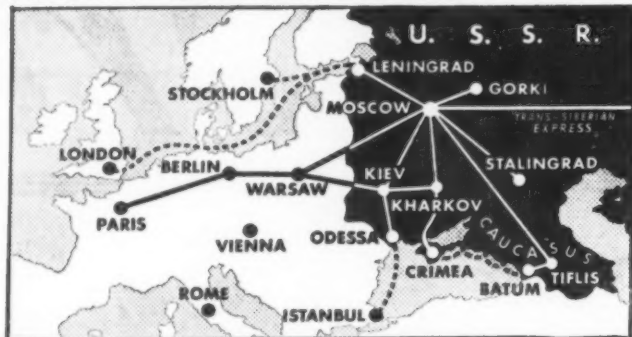 U. S. S. R.
LENINGRAD
STOCKHOLM
GORKI
MOSCOW
TRANS-SIBERIAN
EXPRESS
LONDON
BERLIN
WARSAW
KIEV
STALINGRAD
PARIS
KHARKOV
VIENNA
ODESSA
CAUCASUS
CRIMEA
TIFLIS
BATUM
ROME
ISTANBUL